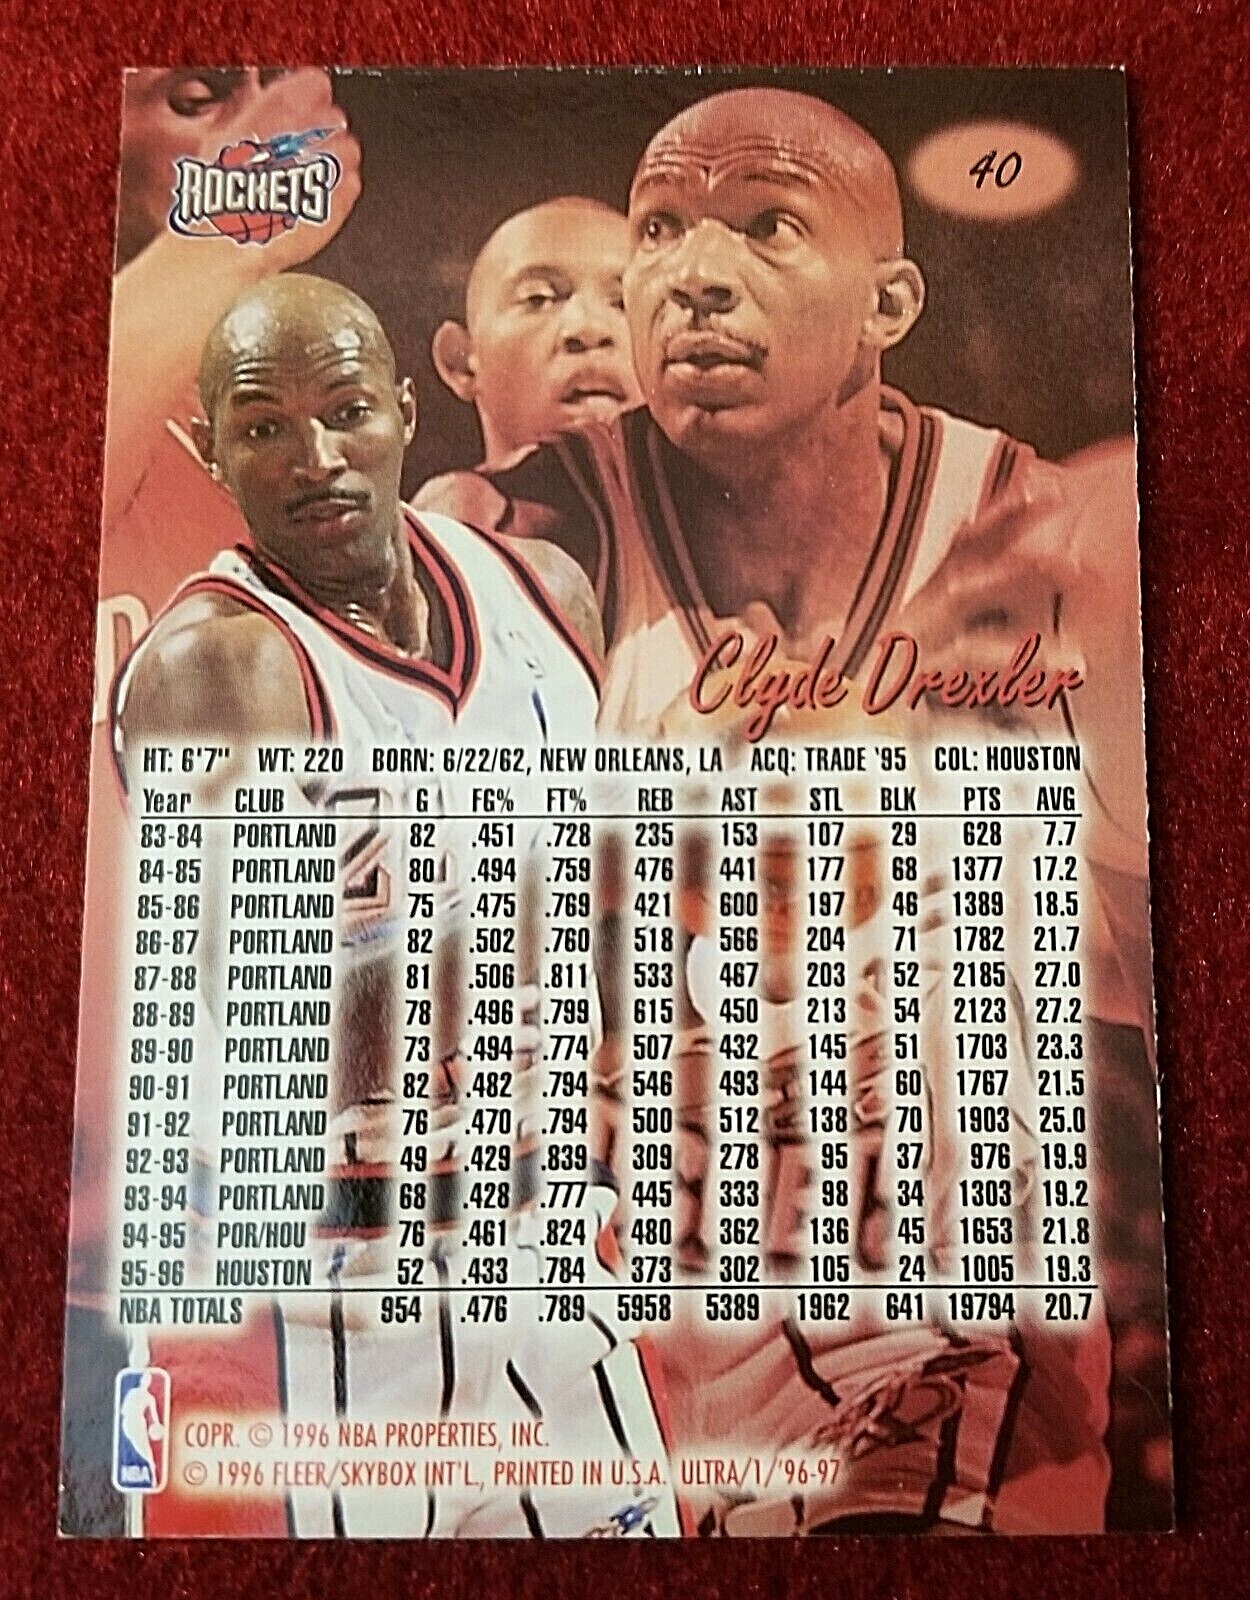 ROCKETS
40
Clyde Drexler
HT: 6'7" WT: 220 BORN: 6/22/62, NEW ORLEANS, LA ACQ: TRADE '95 COL: HOUSTON
Year CLUB G FG% FT% REB AST STL BLK PTS AVG
83-84 PORTLAND 82 .451 .728 235 153 107 29 628 7.7
84-85 PORTLAND 80 .494 .759 476 441 177 68 1377 17.2
85-86 PORTLAND 75 .475 .769 421 600 197 46 1389 18.5
86-87 PORTLAND 82 .502 .760 518 566 204 71 1782 21.7
87-88 PORTLAND 81 .506 .811 533 467 203 52 2185 27.0
88-89 PORTLAND 78 .496 .799 615 450 213 54 2123 27.2
89-90 PORTLAND 73 .494 .774 507 432 145 51 1703 23.3
90-91 PORTLAND 82 .482 .794 546 493 144 60 1767 21.5
91-92 PORTLAND 76 .470 .794 500 512 138 70 1903 25.0
92-93 PORTLAND 49 .429 .839 309 278 95 37 976 19.9
93-94 PORTLAND 68 .428 .777 445 333 98 34 1303 19.2
94-95 POR/HOU 76 .461 .824 480 362 136 45 1653 21.8
95-96 HOUSTON 52 .433 .784 373 302 105 24 1005 19.3
NBA TOTALS 954 .476 .789 5958 5389 1962 641 19794 20.7
NBA
COPR. © 1996 NBA PROPERTIES, INC.
© 1996 FLEER/SKYBOX INT'L., PRINTED IN U.S.A. ULTRA/1/'96-97